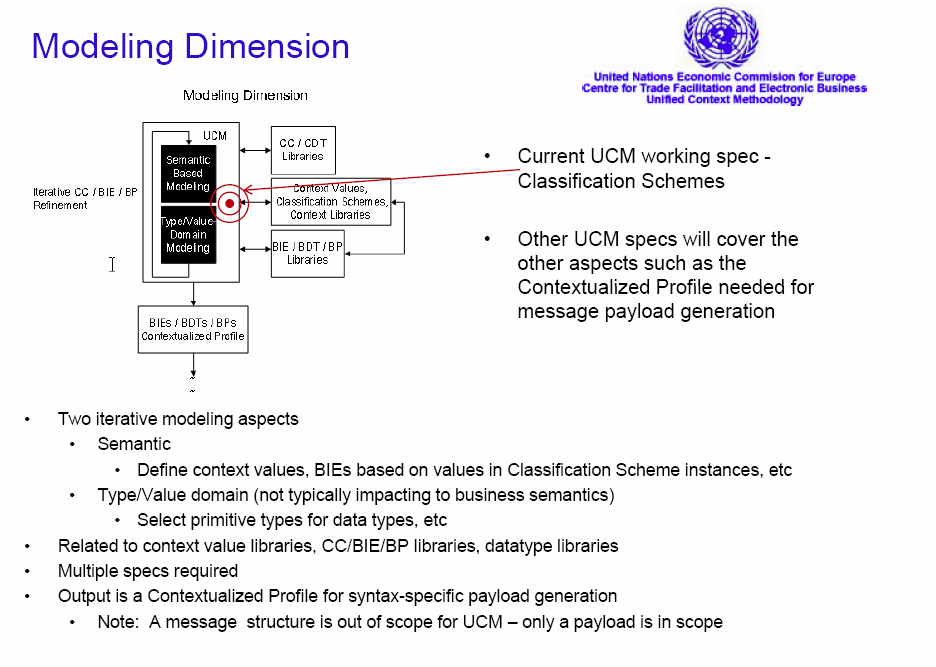 Modeling Dimension
United Nations Economic Commision for Europe
Centre for Trade Facilitation and Electronic Business
Unified Context Methodology
Modeling Dimension
UCM
Semantic
Based
Modeling
Type/Value-
Domain
Modeling
Iterative CC / BIE / BP
Refinement
CC / CDT
Libraries
Context Values,
Classification Schemes,
Context Libraries
BIE / BDT / BP
Libraries
BIEs / BDTs / BPs
Contextualized Profile
~
~
• Current UCM working spec -
Classification Schemes
• Other UCM specs will cover the
other aspects such as the
Contextualized Profile needed for
message payload generation
• Two iterative modeling aspects
• Semantic
• Define context values, BIEs based on values in Classification Scheme instances, etc
• Type/Value domain (not typically impacting to business semantics)
• Select primitive types for data types, etc
• Related to context value libraries, CC/BIE/BP libraries, datatype libraries
• Multiple specs required
• Output is a Contextualized Profile for syntax-specific payload generation
• Note: A message structure is out of scope for UCM – only a payload is in scope